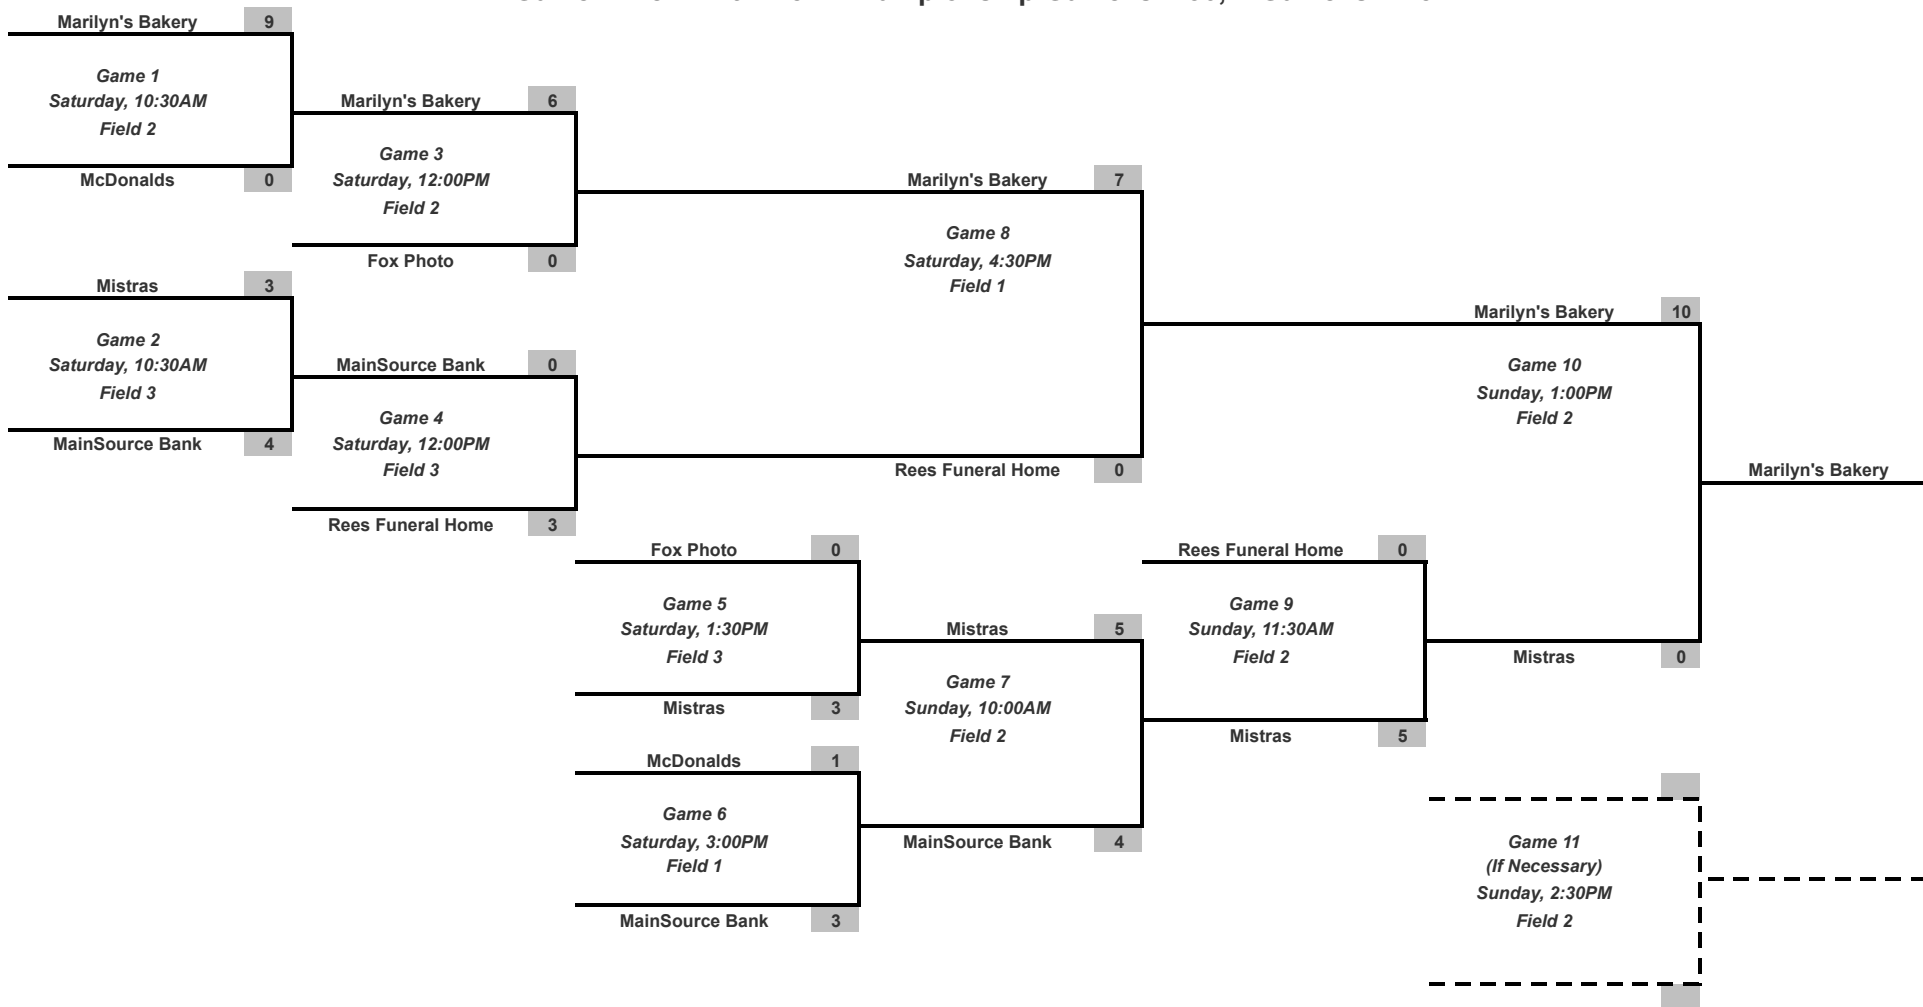 Marilyn's Bakery 9
Game 1
Saturday, 10:30AM
Field 2
McDonalds 0
Marilyn's Bakery 6
Game 3
Saturday, 12:00PM
Field 2
Fox Photo 0
Mistras 3
Game 2
Saturday, 10:30AM
Field 3
MainSource Bank 4
MainSource Bank 0
Game 4
Saturday, 12:00PM
Field 3
Rees Funeral Home 3
Marilyn's Bakery 7
Game 8
Saturday, 4:30PM
Field 1
Rees Funeral Home 0
Fox Photo 0
Game 5
Saturday, 1:30PM
Field 3
Mistras 3
McDonalds 1
Game 6
Saturday, 3:00PM
Field 1
MainSource Bank 3
Mistras 5
Game 7
Sunday, 10:00AM
Field 2
MainSource Bank 4
Rees Funeral Home 0
Game 9
Sunday, 11:30AM
Field 2
Mistras 5
Marilyn's Bakery 10
Game 10
Sunday, 1:00PM
Field 2
Mistras 0
Marilyn's Bakery
Game 11
(If Necessary)
Sunday, 2:30PM
Field 2